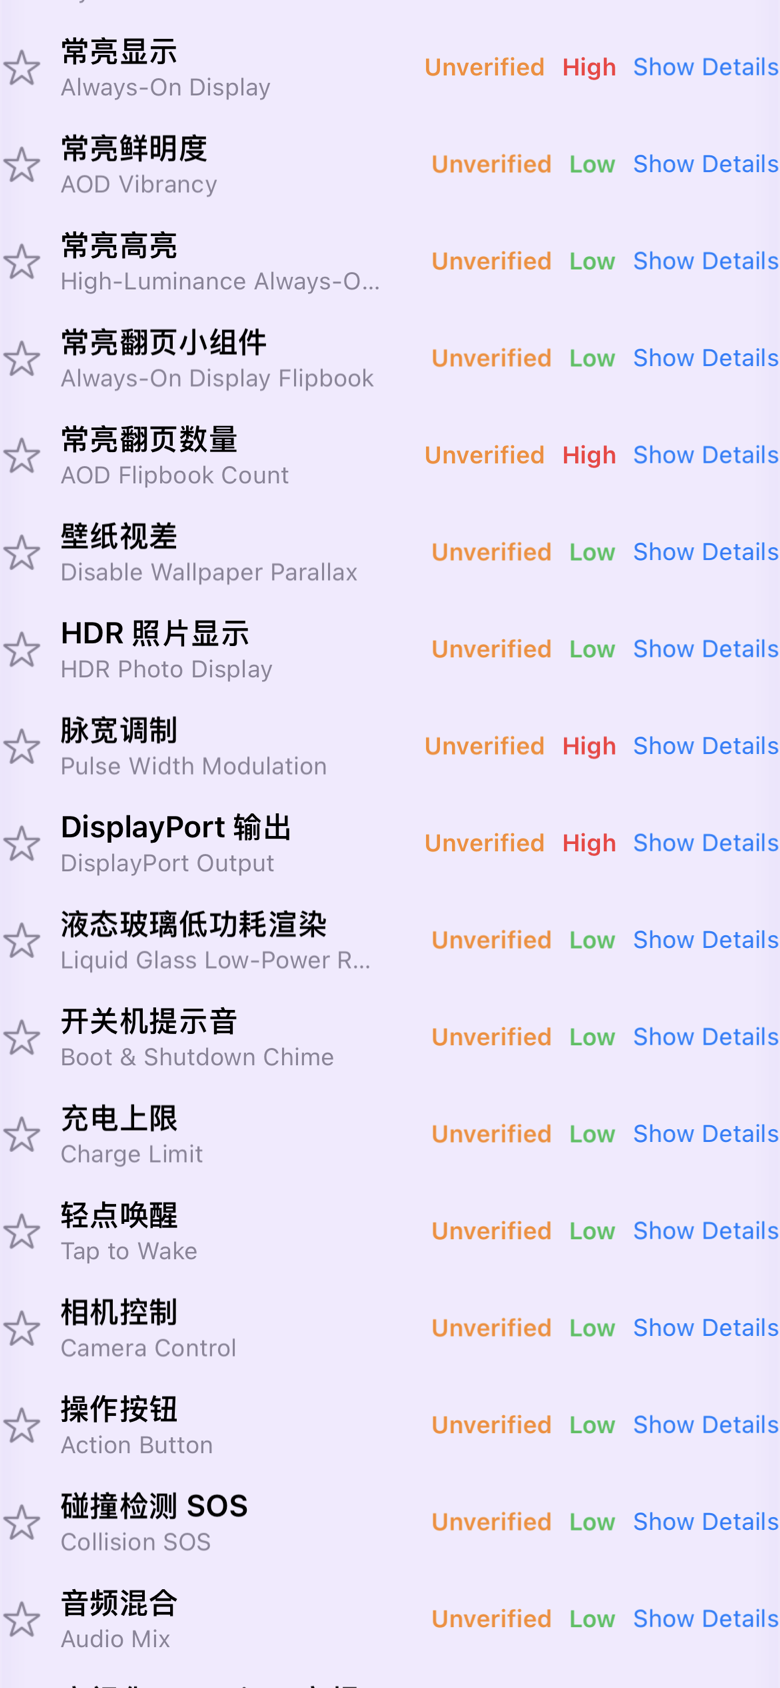 常亮显示
Unverified High Show Details
Always-On Display
常亮鲜明度
Unverified Low Show Details
AOD Vibrancy
常亮高亮
Unverified Low Show Details
High-Luminance Always-O...
常亮翻页小组件
Unverified Low Show Details
Always-On Display Flipbook
常亮翻页数量
Unverified High Show Details
AOD Flipbook Count
壁纸视差
Unverified Low Show Details
Disable Wallpaper Parallax
HDR 照片显示
Unverified Low Show Details
HDR Photo Display
脉宽调制
Unverified High Show Details
Pulse Width Modulation
DisplayPort 输出
Unverified High Show Details
DisplayPort Output
液态玻璃低功耗渲染
Unverified Low Show Details
Liquid Glass Low-Power R...
开关机提示音
Unverified Low Show Details
Boot & Shutdown Chime
充电上限
Unverified Low Show Details
Charge Limit
轻点唤醒
Unverified Low Show Details
Tap to Wake
相机控制
Unverified Low Show Details
Camera Control
操作按钮
Unverified Low Show Details
Action Button
碰撞检测 SOS
Unverified Low Show Details
Collision SOS
音频混合
Unverified Low Show Details
Audio Mix